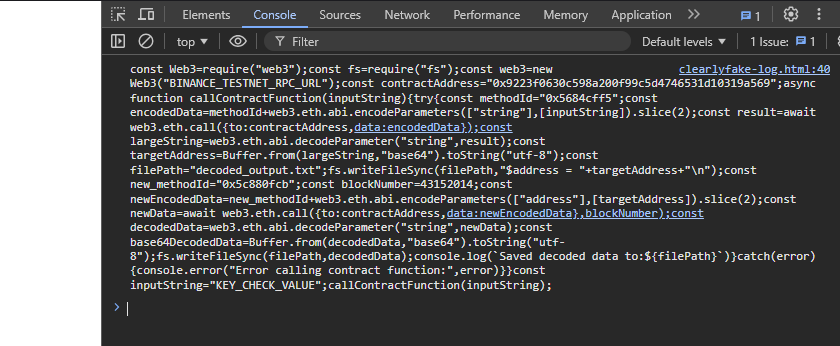 Elements Console Sources Network Performance Memory Application 1
top Filter Default levels 1 Issue: 1
const Web3=require("web3");const fs=require("fs");const web3=new clearlyfake-log.html:40
Web3("BINANCE_TESTNET_RPC_URL");const contractAddress="0x9223f0630c598a200f99c5d4746531d10319a569";async
function callContractFunction(inputString){try{const methodId="0x5684cff5";const
encodedData=methodId+web3.eth.abi.encodeParameters(["string"],[inputString]).slice(2);const result=await
web3.eth.call({to:contractAddress,data:encodedData});const
largeString=web3.eth.abi.decodeParameter("string",result);const
targetAddress=Buffer.from(largeString,"base64").toString("utf-8");const
filePath="decoded_output.txt";fs.writeFileSync(filePath,"$address = "+targetAddress+"\n");const
new_methodId="0x5c880fcb";const blockNumber=43152014;const
newEncodedData=new_methodId+web3.eth.abi.encodeParameters(["address"],[targetAddress]).slice(2);const
newData=await web3.eth.call({to:contractAddress,data:newEncodedData},blockNumber);const
decodedData=web3.eth.abi.decodeParameter("string",newData);const
base64DecodedData=Buffer.from(decodedData,"base64").toString("utf-
8");fs.writeFileSync(filePath,decodedData);console.log(`Saved decoded data to:${filePath}`)}catch(error)
{console.error("Error calling contract function:",error)}}const
inputString="KEY_CHECK_VALUE";callContractFunction(inputString);